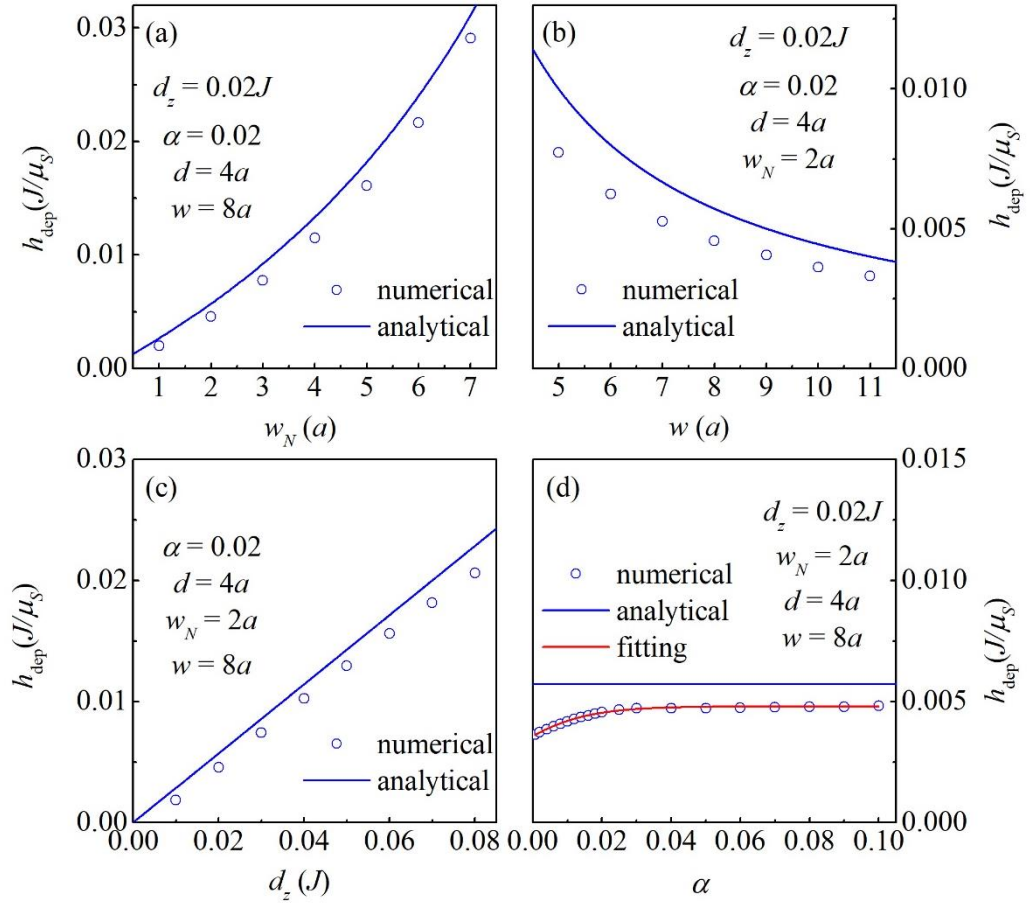 (a)
d_z = 0.02J
α = 0.02
d = 4a
w = 8a
numerical
analytical
0.03
0.02
0.01
0.00
h_dep(J/μ_S)
1 2 3 4 5 6 7
w_N (a)
(b)
d_z = 0.02J
α = 0.02
d = 4a
w_N = 2a
numerical
analytical
0.010
0.005
0.000
h_dep(J/μ_S)
5 6 7 8 9 10 11
w (a)
(c)
α = 0.02
d = 4a
w_N = 2a
w = 8a
numerical
analytical
0.03
0.02
0.01
0.00
h_dep(J/μ_S)
0.00 0.02 0.04 0.06 0.08
d_z (J)
(d)
d_z = 0.02J
w_N = 2a
d = 4a
w = 8a
numerical
analytical
fitting
0.015
0.010
0.005
0.000
h_dep(J/μ_S)
0.00 0.02 0.04 0.06 0.08 0.10
α